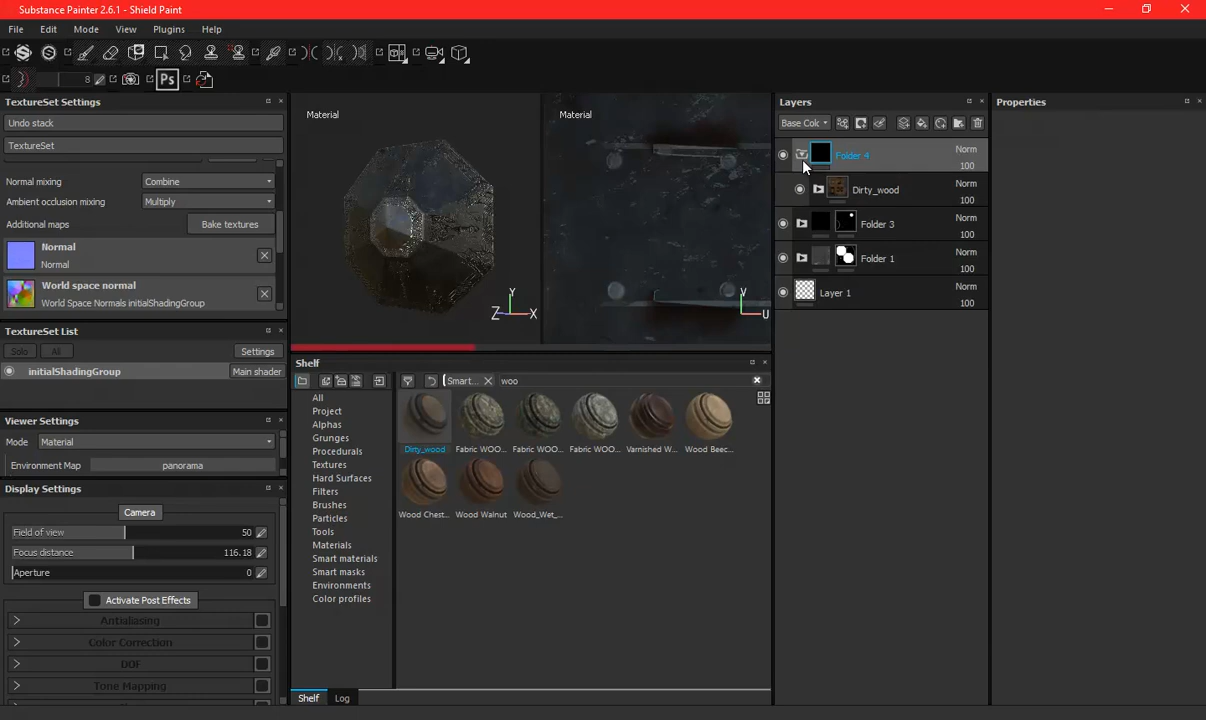 Substance Painter 2.6.1 - Shield Paint
File Edit Mode View Plugins Help
8 Ps
TextureSet Settings
Undo stack
TextureSet
Normal mixing Combine
Ambient occlusion mixing Multiply
Additional maps Bake textures
Normal
Normal
World space normal
World Space Normals initialShadingGroup
TextureSet List
Solo All Settings
initialShadingGroup Main shader
Viewer Settings
Mode Material
Environment Map panorama
Display Settings
Camera
Field of view 50
Focus distance 116.18
Aperture 0
Activate Post Effects
Antialiasing
Color Correction
DOF
Tone Mapping
Material
Y
Z X
Material
V
U
Shelf
Smart... woo
All
Project
Alphas
Grunges
Procedurals
Textures
Hard Surfaces
Filters
Brushes
Particles
Tools
Materials
Smart materials
Smart masks
Environments
Color profiles
Dirty_wood Fabric WOO... Fabric WOO... Fabric WOO... Varnished W... Wood Beec...
Wood Chest... Wood Walnut Wood_Wet_...
Shelf Log
Layers
Base Col
Folder 4 Norm
100
Dirty_wood Norm
100
Folder 3 Norm
100
Folder 1 Norm
100
Layer 1 Norm
100
Properties